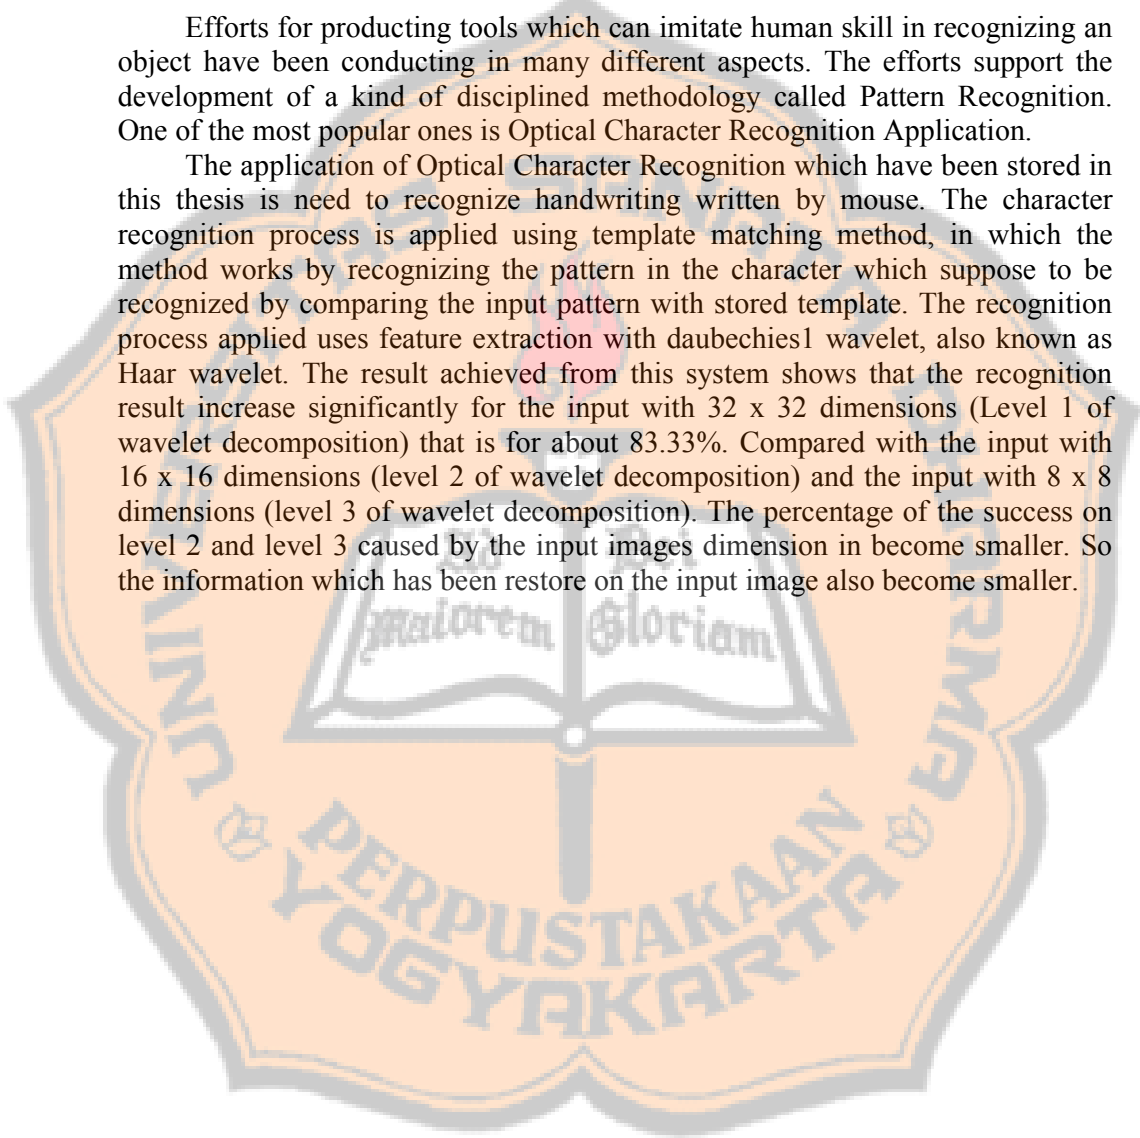 Efforts for producting tools which can imitate human skill in recognizing an
object have been conducting in many different aspects. The efforts support the
development of a kind of disciplined methodology called Pattern Recognition.
One of the most popular ones is Optical Character Recognition Application.
The application of Optical Character Recognition which have been stored in
this thesis is need to recognize handwriting written by mouse. The character
recognition process is applied using template matching method, in which the
method works by recognizing the pattern in the character which suppose to be
recognized by comparing the input pattern with stored template. The recognition
process applied uses feature extraction with daubechies1 wavelet, also known as
Haar wavelet. The result achieved from this system shows that the recognition
result increase significantly for the input with 32 x 32 dimensions (Level 1 of
wavelet decomposition) that is for about 83.33%. Compared with the input with
16 x 16 dimensions (level 2 of wavelet decomposition) and the input with 8 x 8
dimensions (level 3 of wavelet decomposition). The percentage of the success on
level 2 and level 3 caused by the input images dimension in become smaller. So
the information which has been restore on the input image also become smaller.
UNIVERSITAS SANATA DHARMA
Ad Dei
maiorem Gloriam
PERPUSTAKAAN
YOGYAKARTA